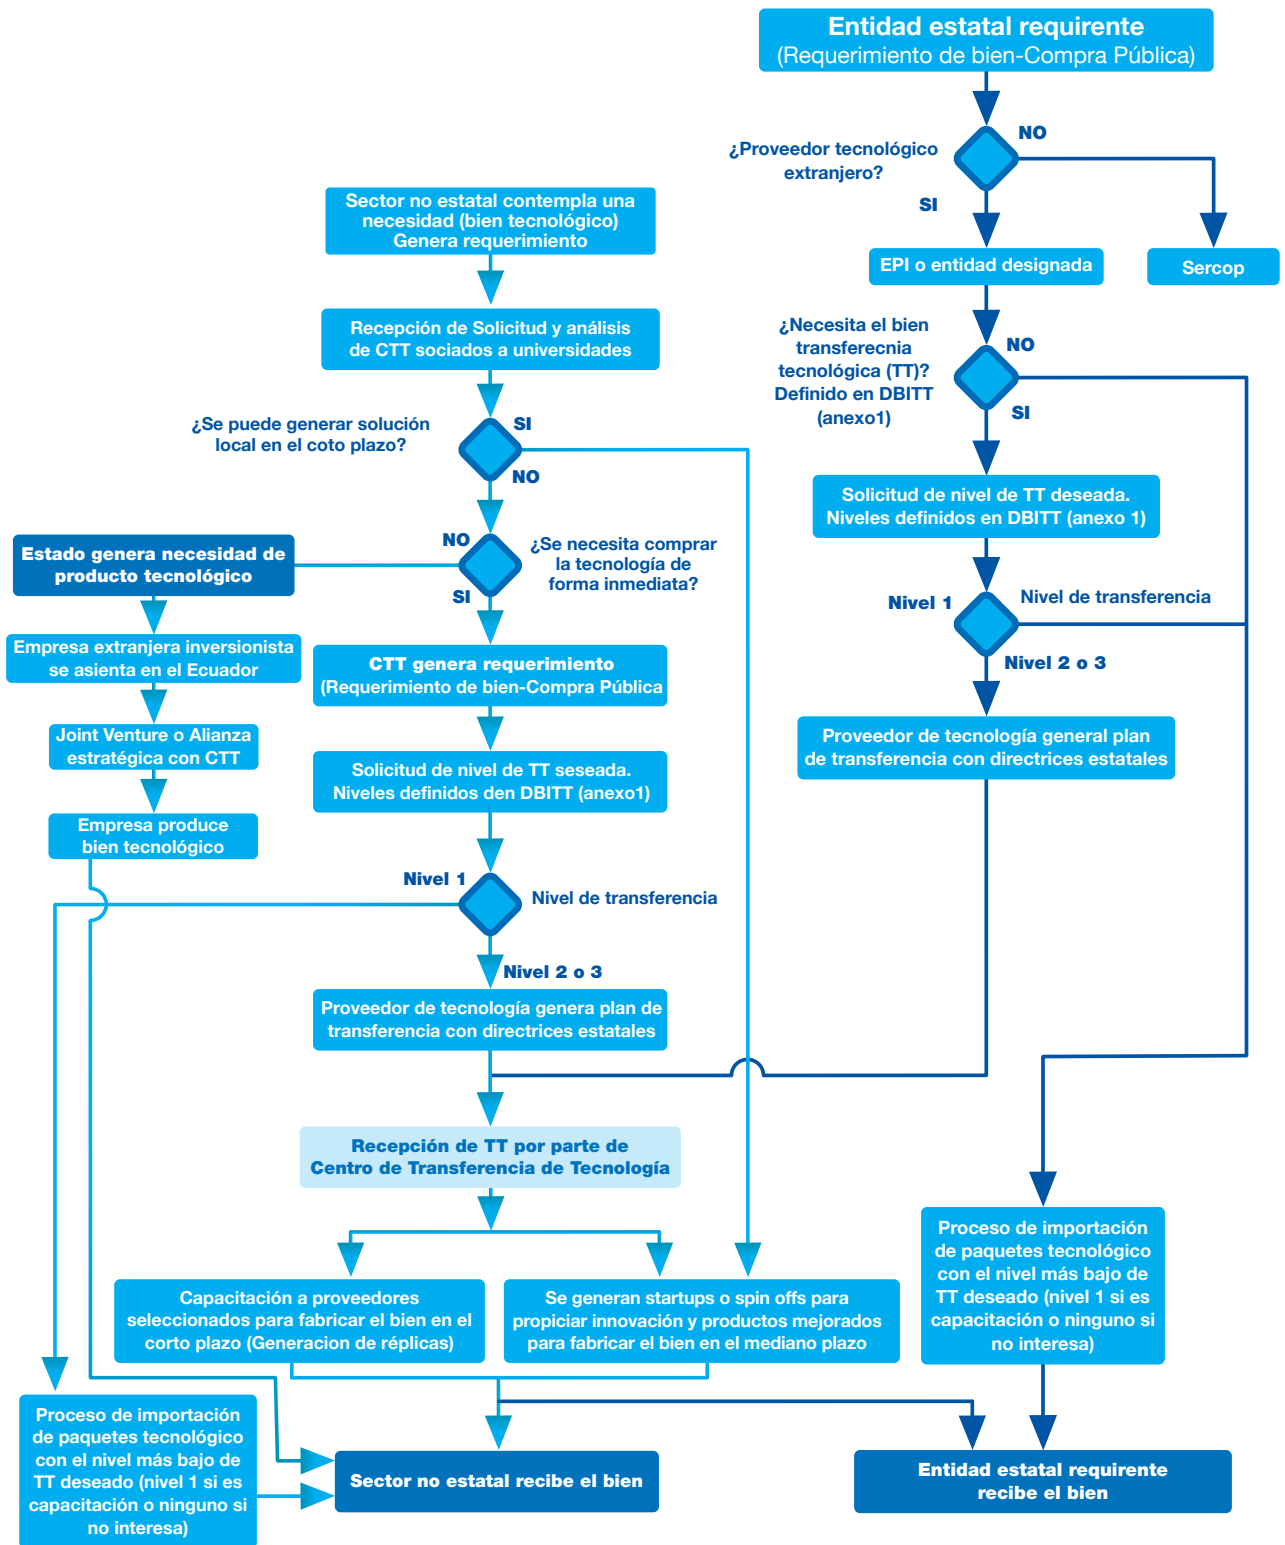 Entidad estatal requirente
(Requerimiento de bien-Compra Pública)
NO
¿Proveedor tecnológico
extranjero?
SI
EPI o entidad designada
Sercop
¿Necesita el bien
transferecnia
tecnológica (TT)?
Definido en DBITT
(anexo1)
NO
SI
Solicitud de nivel de TT deseada.
Niveles definidos en DBITT (anexo 1)
Nivel 1
Nivel de transferencia
Nivel 2 o 3
Proveedor de tecnología general plan
de transferencia con directrices estatales
Sector no estatal contempla una
necesidad (bien tecnológico)
Genera requerimiento
Recepción de Solicitud y análisis
de CTT sociados a universidades
¿Se puede generar solución
local en el coto plazo?
SI
NO
NO
¿Se necesita comprar
la tecnología de
forma inmediata?
SI
Estado genera necesidad de
producto tecnológico
Empresa extranjera inversionista
se asienta en el Ecuador
Joint Venture o Alianza
estratégica con CTT
Empresa produce
bien tecnológico
CTT genera requerimiento
(Requerimiento de bien-Compra Pública
Solicitud de nivel de TT seseada.
Niveles definidos den DBITT (anexo1)
Nivel 1
Nivel de transferencia
Nivel 2 o 3
Proveedor de tecnología genera plan de
transferencia con directrices estatales
Recepción de TT por parte de
Centro de Transferencia de Tecnología
Capacitación a proveedores
seleccionados para fabricar el bien en el
corto plazo (Generacion de réplicas)
Se generan startups o spin offs para
propiciar innovación y productos mejorados
para fabricar el bien en el mediano plazo
Proceso de importación
de paquetes tecnológico
con el nivel más bajo de
TT deseado (nivel 1 si es
capacitación o ninguno si
no interesa)
Proceso de importación
de paquetes tecnológico
con el nivel más bajo de
TT deseado (nivel 1 si es
capacitación o ninguno si
no interesa)
Sector no estatal recibe el bien
Entidad estatal requirente
recibe el bien